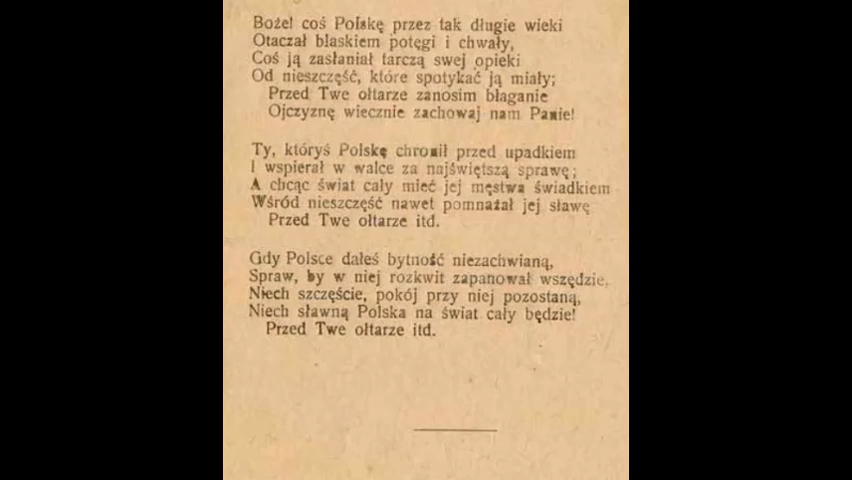 Boże! coś Polskę przez tak długie wieki
Otaczał blaskiem potęgi i chwały,
Coś ją zasłaniał tarczą swej opieki
Od nieszczęść, które spotykać ją miały;
Przed Twe ołtarze zanosim błaganie
Ojczyznę wiecznie zachowaj nam Panie!
Ty, któryś Polskę chronił przed upadkiem
I wspierał w walce za najświętszą sprawę;
A chcąc świat cały mieć jej męstwa świadkiem
Wśród nieszczęść nawet pomnażał jej sławę
Przed Twe ołtarze itd.
Gdy Polsce dałeś bytność niezachwianą,
Spraw, by w niej rozkwit zapanował wszędzie,
Niech szczęście, pokój przy niej pozostaną,
Niech sławną Polska na świat cały będzie!
Przed Twe ołtarze itd.